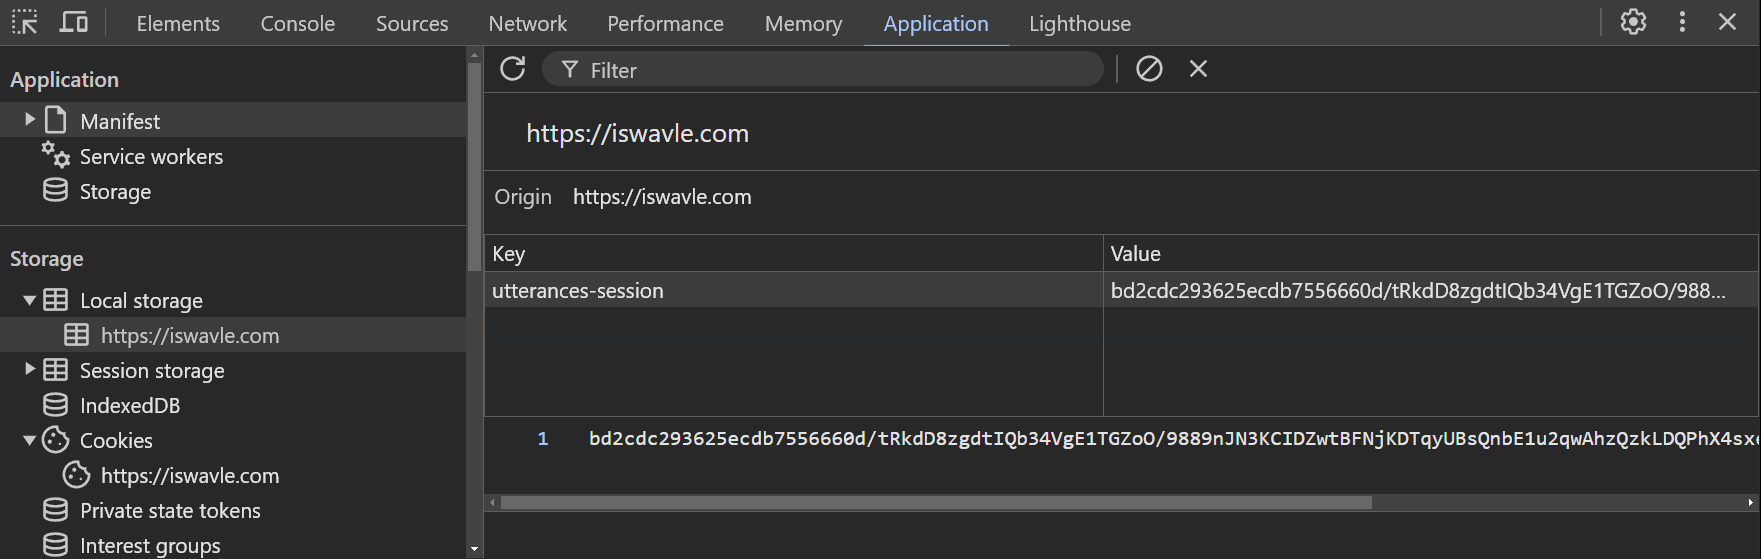 Elements Console Sources Network Performance Memory Application Lighthouse
Application
Manifest
Service workers
Storage
Storage
Local storage
https://iswavle.com
Session storage
IndexedDB
Cookies
https://iswavle.com
Private state tokens
Interest groups
Filter
https://iswavle.com
Origin https://iswavle.com
Key Value
utterances-session bd2cdc293625ecdb7556660d/tRkdD8zgdtIQb34VgE1TGZoO/988...
1 bd2cdc293625ecdb7556660d/tRkdD8zgdtIQb34VgE1TGZoO/9889nJN3KCIDZwtBFNjKDTqyUBsQnbE1u2qwAhzQzkLDQPhX4sx